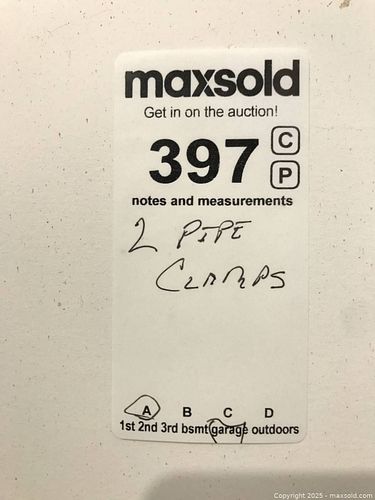 maxsold
Get in on the auction!
397 C
P
notes and measurements
2 PIPE
CLAMPS
A B C D
1st 2nd 3rd bsmt garage outdoors
Copyright 2025 - maxsold.com